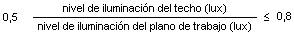 nivel de iluminación del techo (lux)
0,5 ≤ 0,8
nivel de iluminación del plano de trabajo (lux)